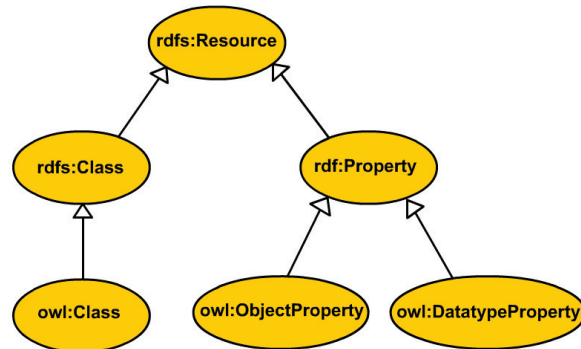 rdfs:Resource
rdfs:Class
rdf:Property
owl:Class
owl:ObjectProperty
owl:DatatypeProperty